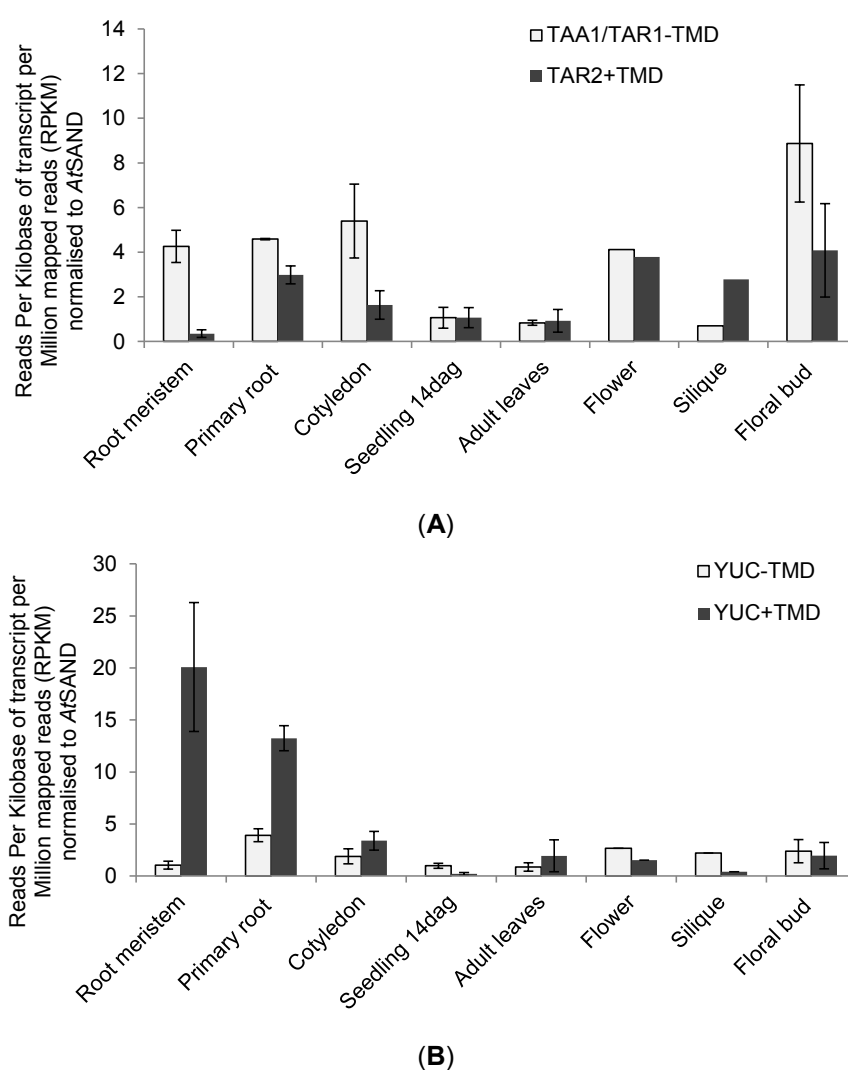 14
12
10
8
6
4
2
0
Reads Per Kilobase of transcript per
Million mapped reads (RPKM)
normalised to AtSAND
TAA1/TAR1-TMD
TAR2+TMD
Root meristem
Primary root
Cotyledon
Seedling 14dag
Adult leaves
Flower
Silique
Floral bud
(A)
30
25
20
15
10
5
0
Reads Per Kilobase of transcript per
Million mapped reads (RPKM)
normalised to AtSAND
YUC-TMD
YUC+TMD
Root meristem
Primary root
Cotyledon
Seedling 14dag
Adult leaves
Flower
Silique
Floral bud
(B)